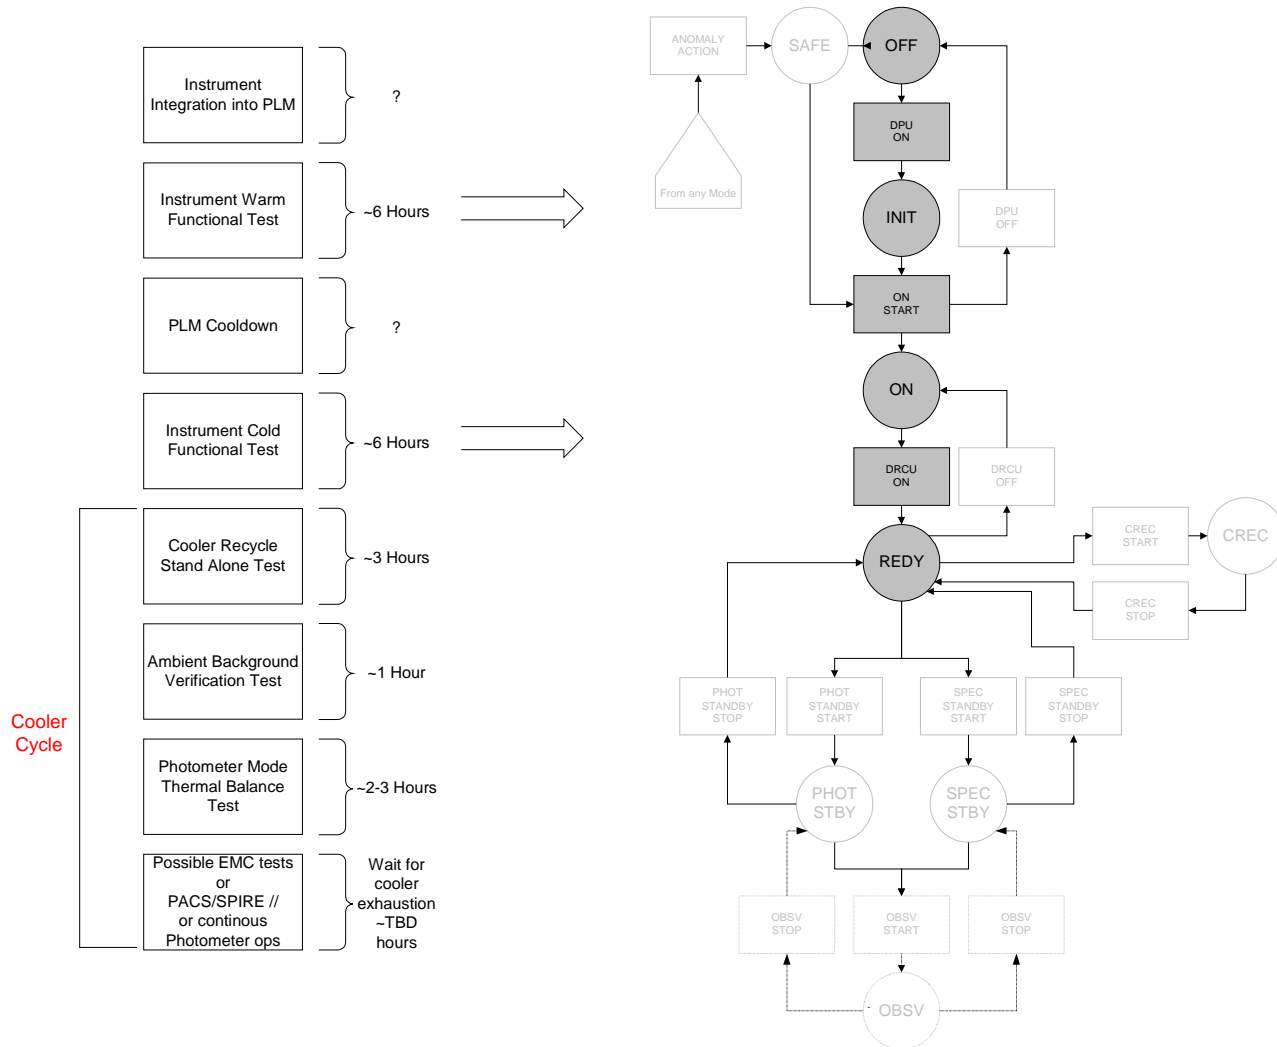 Instrument
Integration into PLM
?
Instrument Warm
Functional Test
~6 Hours
PLM Cooldown
?
Instrument Cold
Functional Test
~6 Hours
Cooler Recycle
Stand Alone Test
~3 Hours
Ambient Background
Verification Test
~1 Hour
Cooler
Cycle
Photometer Mode
Thermal Balance
Test
~2-3 Hours
Possible EMC tests
or
PACS/SPIRE //
or continous
Photometer ops
Wait for
cooler
exhaustion
~TBD
hours
ANOMALY
ACTION
SAFE
OFF
From any Mode
DPU
ON
INIT
DPU
OFF
ON
START
ON
DRCU
ON
DRCU
OFF
REDY
CREC
START
CREC
CREC
STOP
PHOT
STANDBY
STOP
PHOT
STANDBY
START
SPEC
STANDBY
START
SPEC
STANDBY
STOP
PHOT
STBY
SPEC
STBY
OBSV
STOP
OBSV
START
OBSV
STOP
OBSV